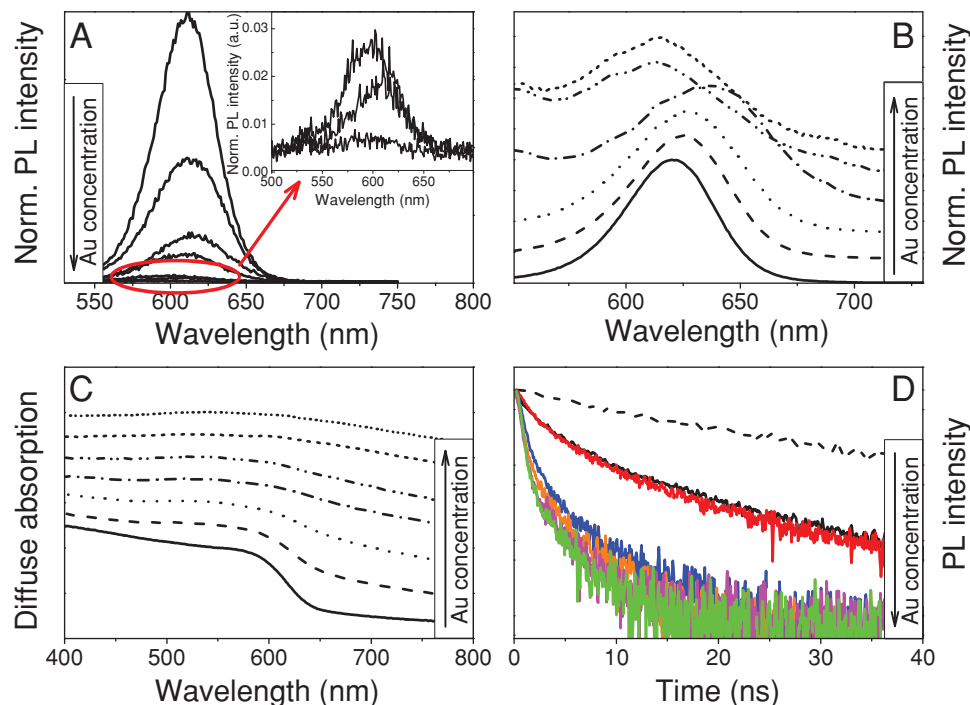 A
Norm. PL intensity
Au concentration
550 600 650 700 750 800
Wavelength (nm)
Norm. PL intensity (a.u.)
0.03
0.02
0.01
0.00
500 550 600 650
Wavelength (nm)
B
Norm. PL intensity
Au concentration
600 650 700
Wavelength (nm)
C
Diffuse absorption
Au concentration
400 500 600 700 800
Wavelength (nm)
D
PL intensity
Au concentration
0 10 20 30 40
Time (ns)